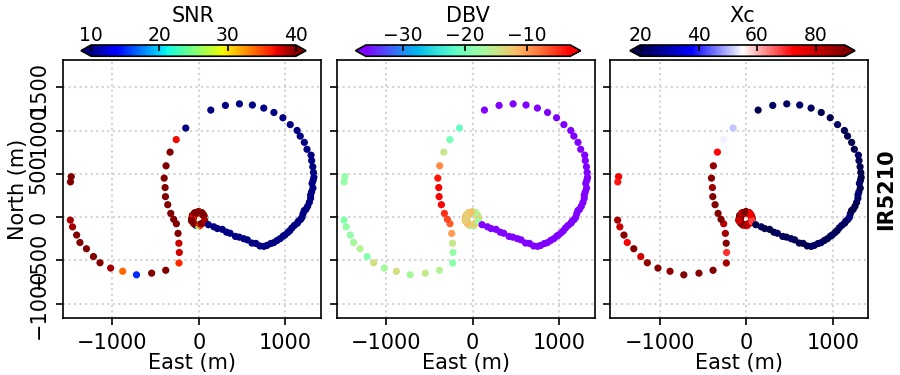 SNR DBV Xc
10 20 30 40 −30 −20 −10 20 40 60 80
1500
1000
500
0
−500
−1000
North (m)
IR5210
−1000 0 1000 −1000 0 1000 −1000 0 1000
East (m) East (m) East (m)